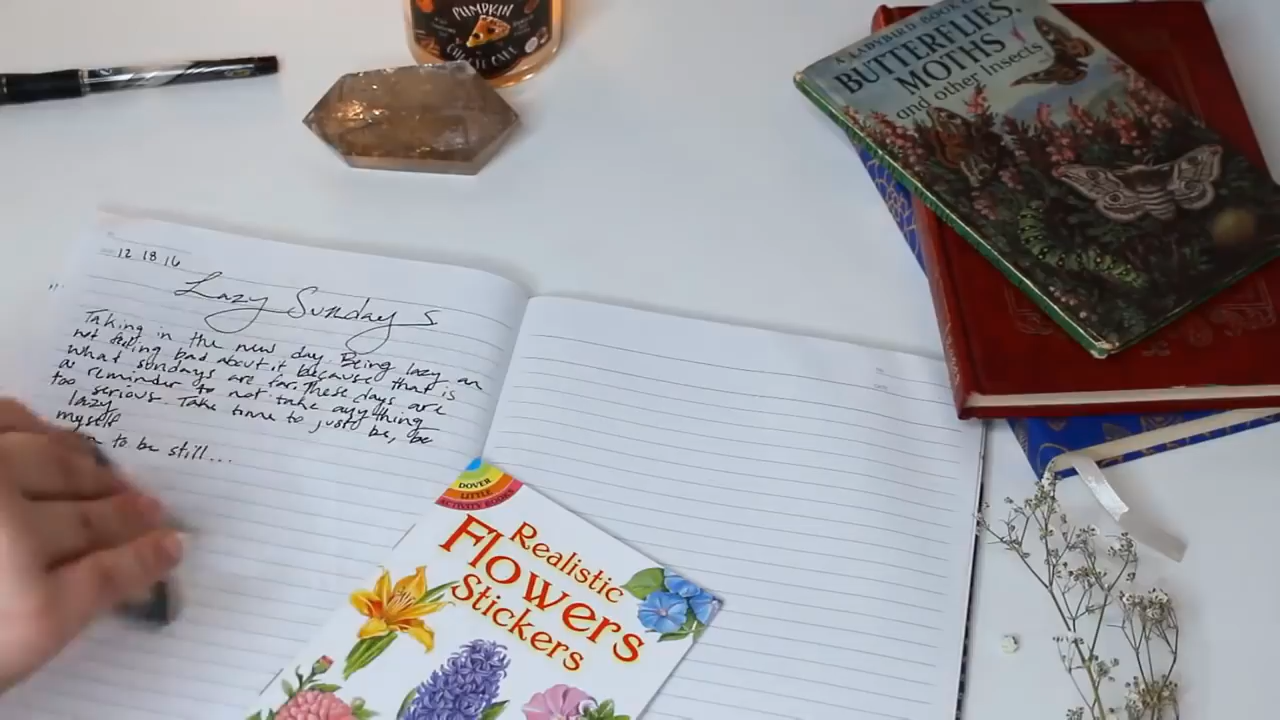 PUMPKIN
A LADYBIRD BOOK OF
BUTTERFLIES,
MOTHS
and other Insects
12 18 16
Lazy Sundays
Taking in the new day. Being lazy an
not feeling bad about it because that is
what sundays are for. These days are
a reminder to not take anything
too serious. Take time to just be, be
lazy
myself
to be still...
DOVER
LITTLE
ACTIVITY BOOKS
Realistic
Flowers
Stickers